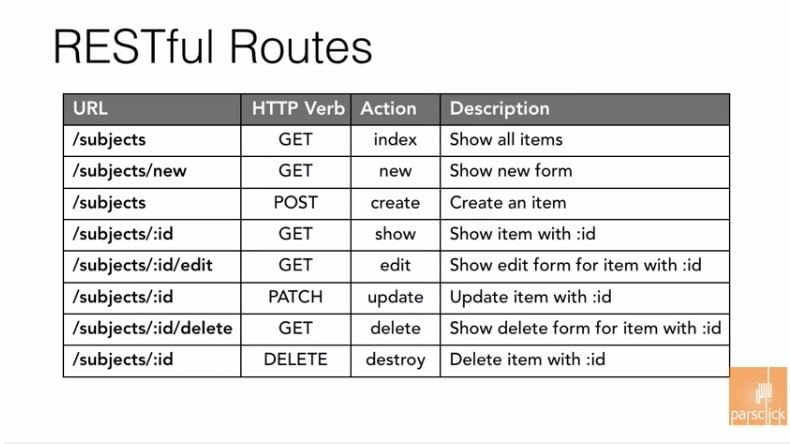 RESTful Routes
URL HTTP Verb Action Description
/subjects GET index Show all items
/subjects/new GET new Show new form
/subjects POST create Create an item
/subjects/:id GET show Show item with :id
/subjects/:id/edit GET edit Show edit form for item with :id
/subjects/:id PATCH update Update item with :id
/subjects/:id/delete GET delete Show delete form for item with :id
/subjects/:id DELETE destroy Delete item with :id
parsclick